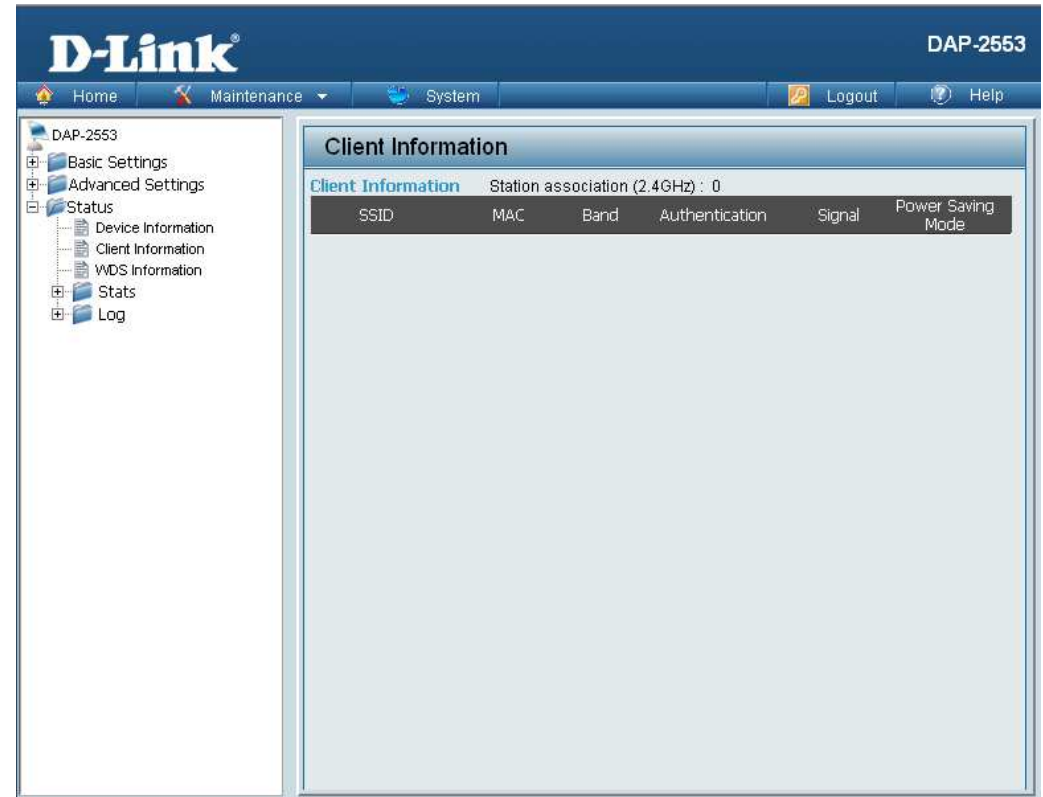 D-Link®
DAP-2553
Home Maintenance System Logout Help
DAP-2553
Basic Settings
Advanced Settings
Status
Device Information
Client Information
WDS Information
Stats
Log
Client Information
Client Information Station association (2.4GHz) : 0
SSID MAC Band Authentication Signal Power Saving Mode